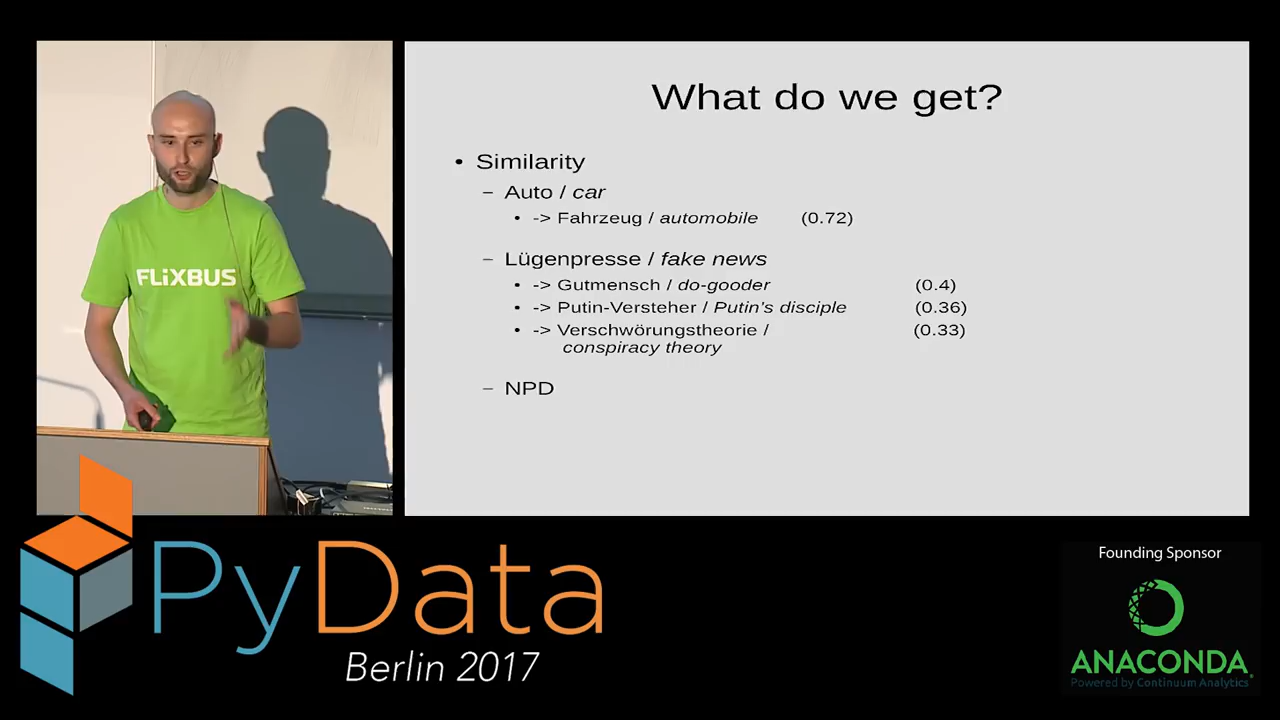 What do we get?
• Similarity
– Auto / car
• -> Fahrzeug / automobile (0.72)
– Lügenpresse / fake news
• -> Gutmensch / do-gooder (0.4)
• -> Putin-Versteher / Putin's disciple (0.36)
• -> Verschwörungstheorie / (0.33)
conspiracy theory
– NPD
FLiXBUS
PyData
Berlin 2017
Founding Sponsor
ANACONDA®
Powered by Continuum Analytics